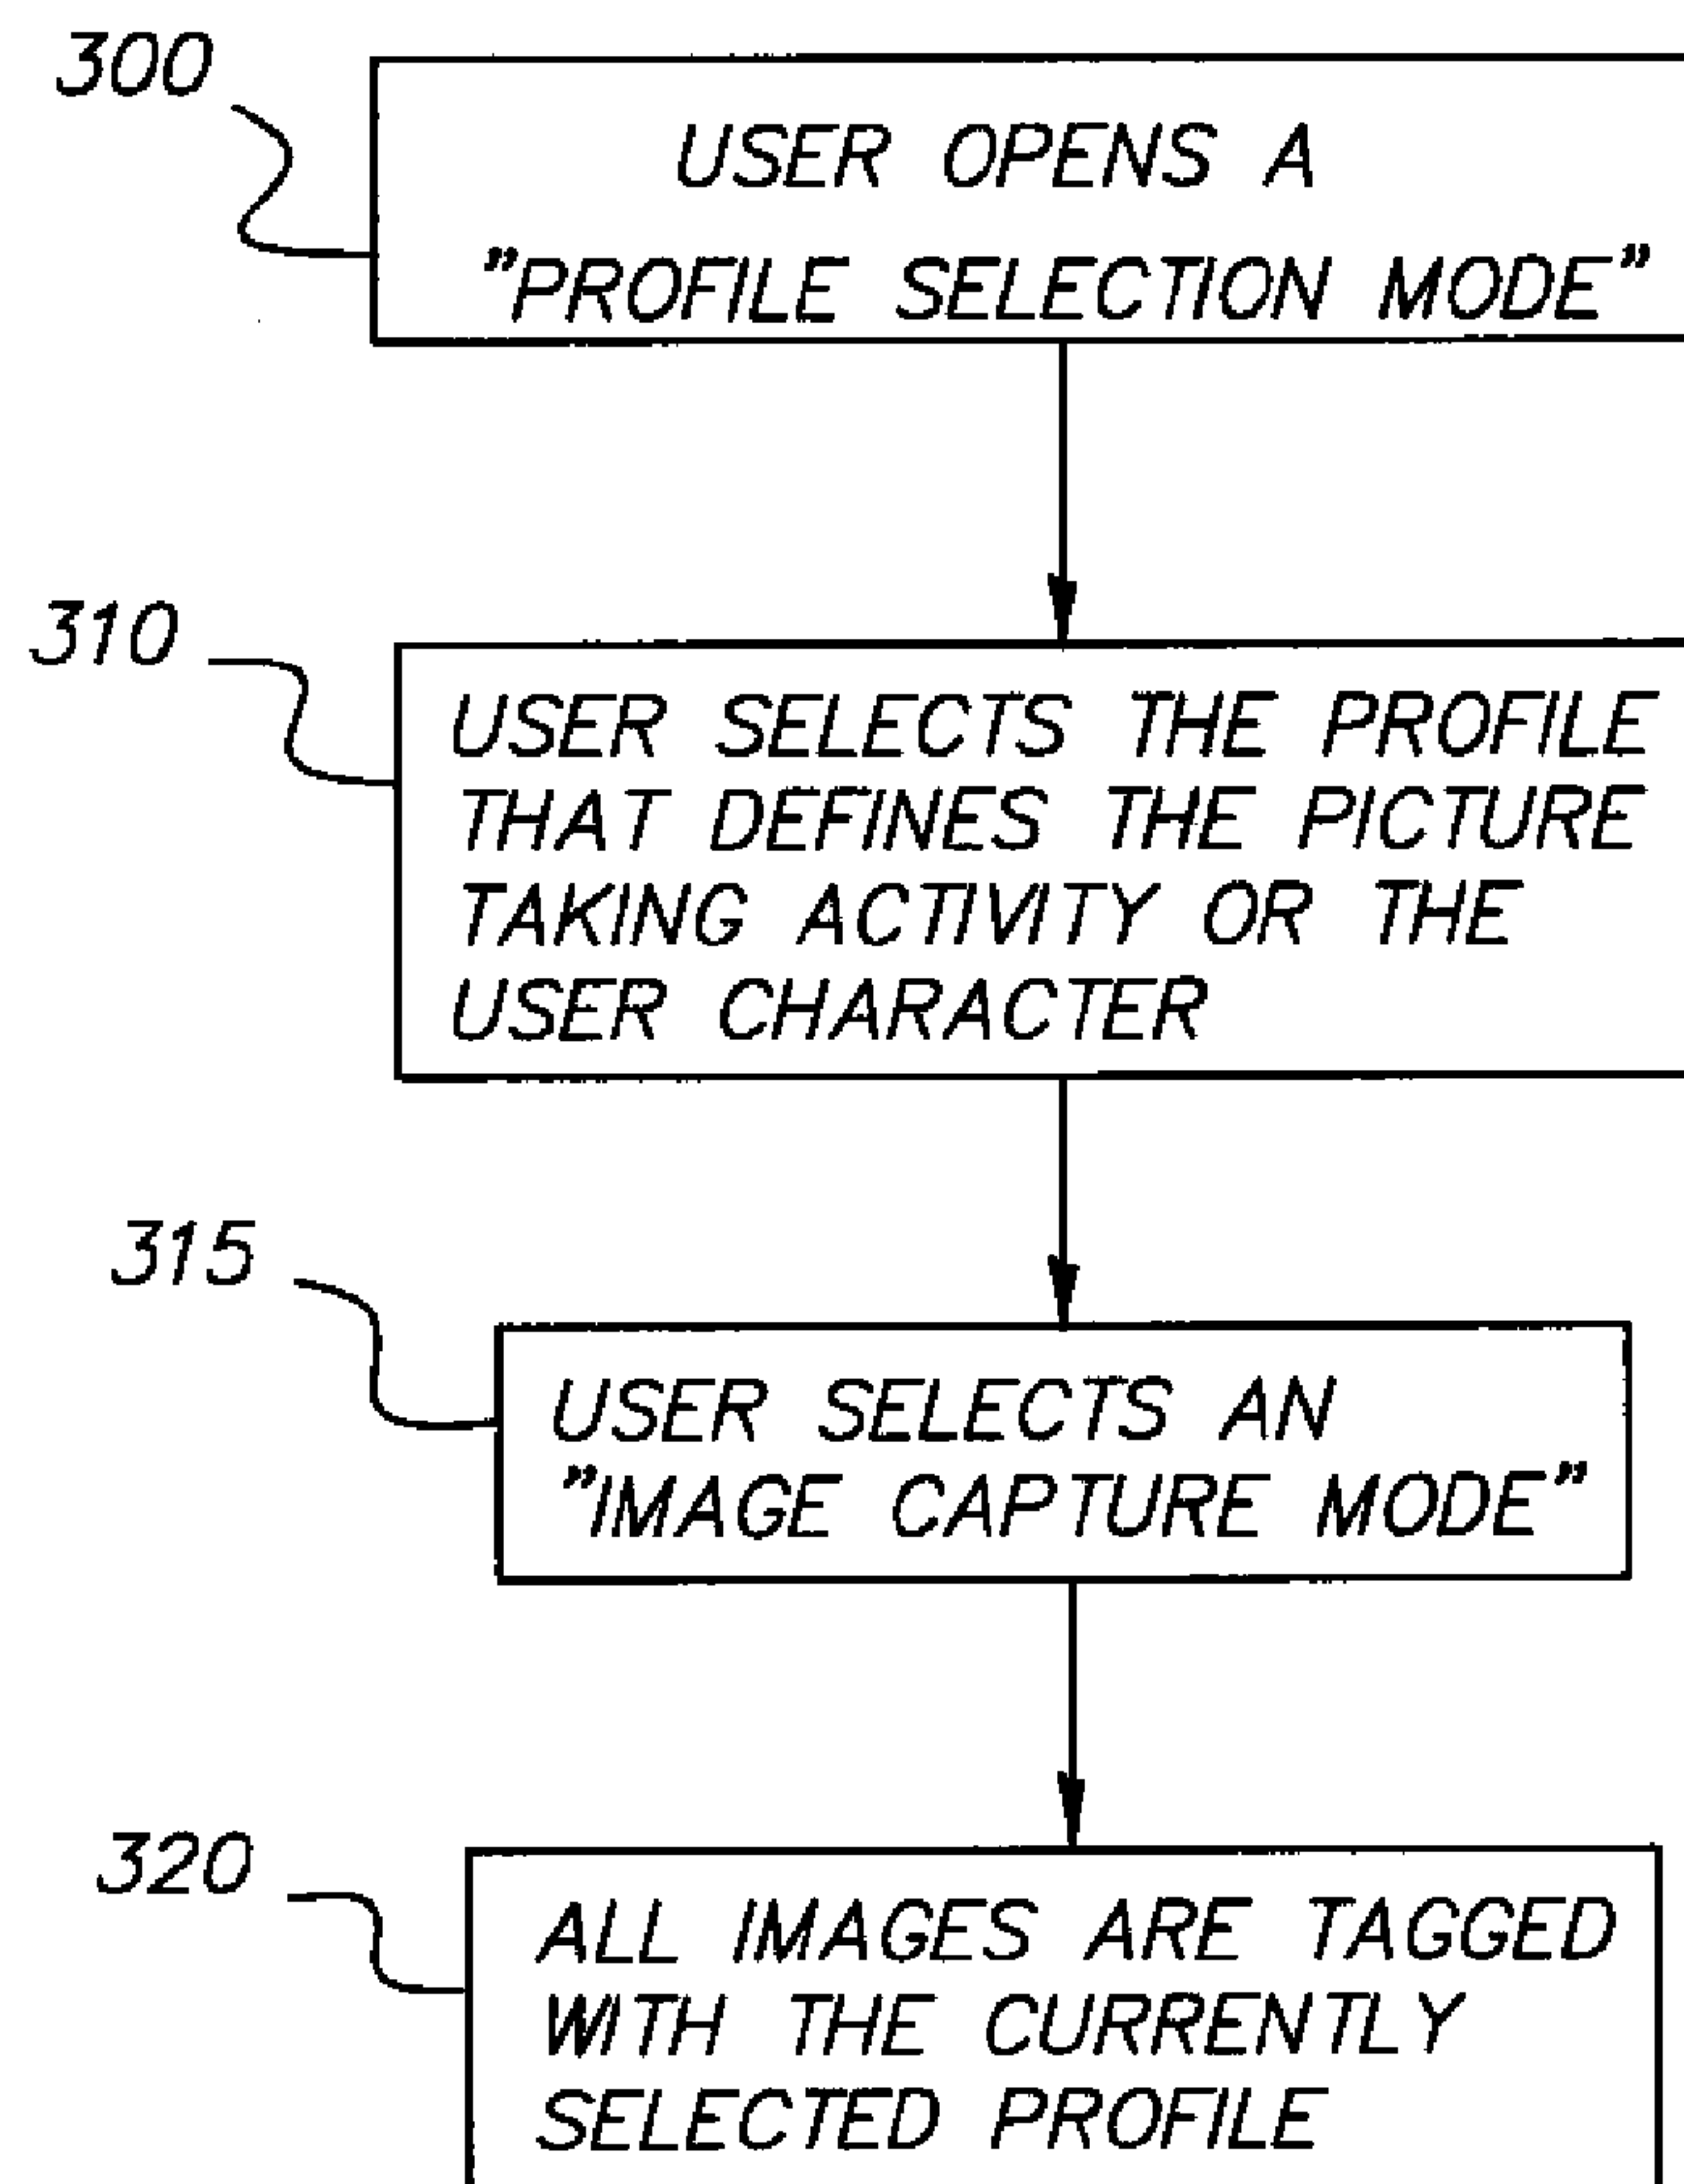 300
USER OPENS A
"PROFILE SELECTION MODE"
310
USER SELECTS THE PROFILE
THAT DEFINES THE PICTURE
TAKING ACTIVITY OR THE
USER CHARACTER
315
USER SELECTS AN
"IMAGE CAPTURE MODE"
320
ALL IMAGES ARE TAGGED
WITH THE CURRENTLY
SELECTED PROFILE